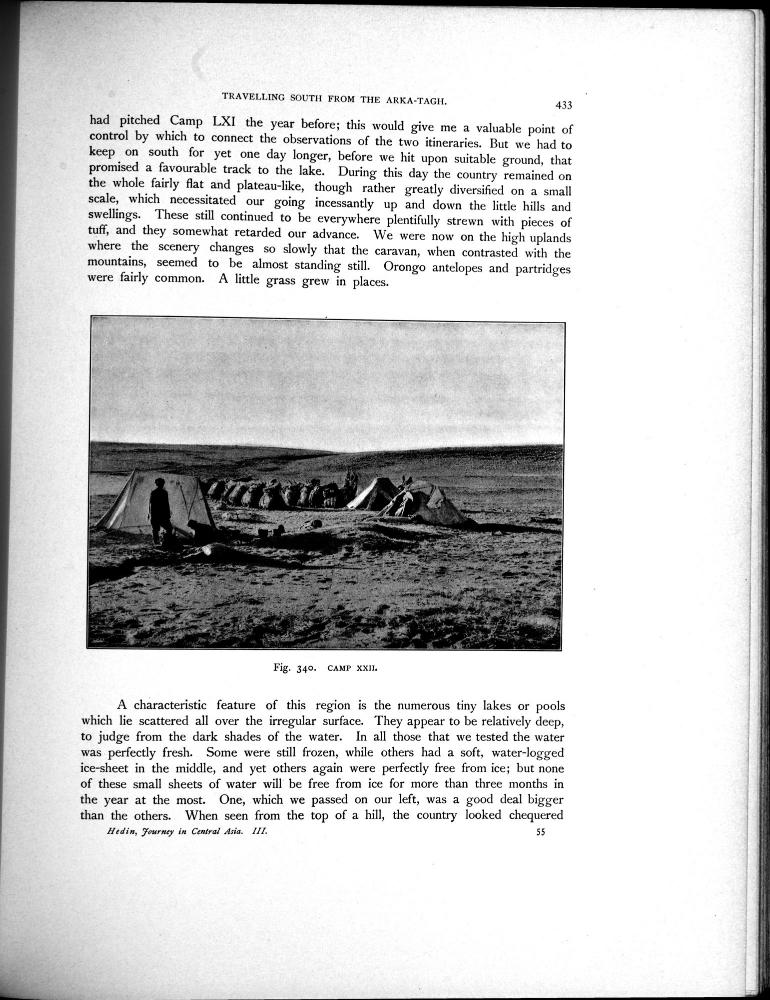 TRAVELLING SOUTH FROM THE ARKA-TAGH.
433
had pitched Camp LXI the year before; this would give me a valuable point of
control by which to connect the observations of the two itineraries. But we had to
keep on south for yet one day longer, before we hit upon suitable ground, that
promised a favourable track to the lake. During this day the country remained on
the whole fairly flat and plateau-like, though rather greatly diversified on a small
scale, which necessitated our going incessantly up and down the little hills and
swellings. These still continued to be everywhere plentifully strewn with pieces of
tuff, and they somewhat retarded our advance. We were now on the high uplands
where the scenery changes so slowly that the caravan, when contrasted with the
mountains, seemed to be almost standing still. Orongo antelopes and partridges
were fairly common. A little grass grew in places.
Fig. 340. CAMP XXII.
A characteristic feature of this region is the numerous tiny lakes or pools
which lie scattered all over the irregular surface. They appear to be relatively deep,
to judge from the dark shades of the water. In all those that we tested the water
was perfectly fresh. Some were still frozen, while others had a soft, water-logged
ice-sheet in the middle, and yet others again were perfectly free from ice; but none
of these small sheets of water will be free from ice for more than three months in
the year at the most. One, which we passed on our left, was a good deal bigger
than the others. When seen from the top of a hill, the country looked chequered
Hedin, Journey in Central Asia. III.
55